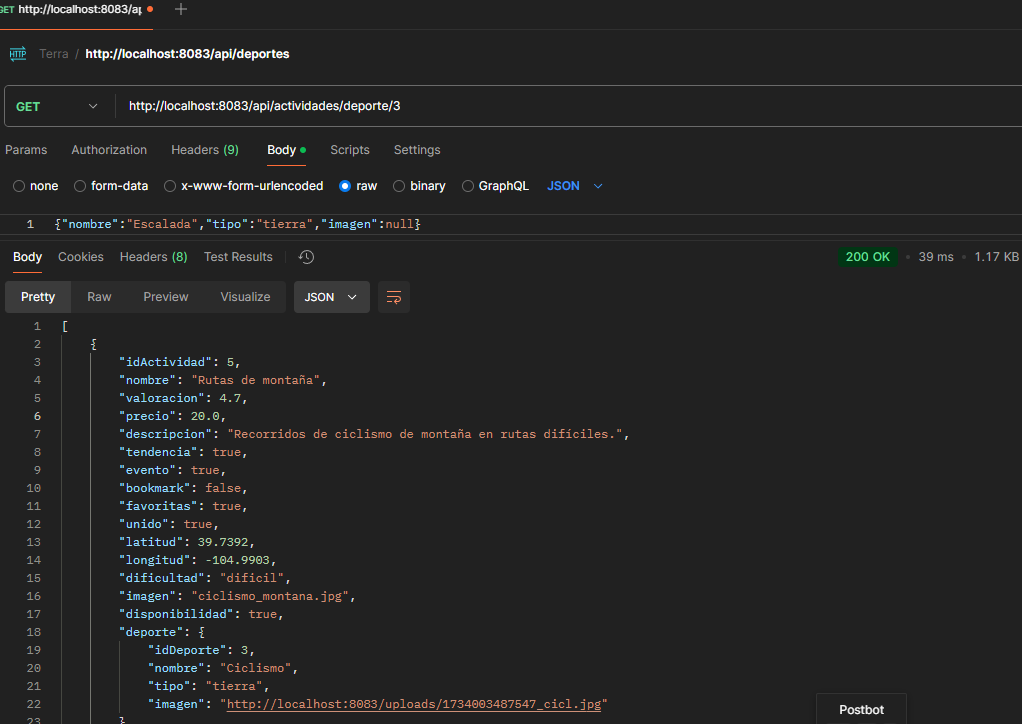 GET http://localhost:8083/ap
Terra / http://localhost:8083/api/deportes
GET http://localhost:8083/api/actividades/deporte/3
Params Authorization Headers (9) Body Scripts Settings
none form-data x-www-form-urlencoded raw binary GraphQL JSON
1 {"nombre":"Escalada","tipo":"tierra","imagen":null}
Body Cookies Headers (8) Test Results 200 OK 39 ms 1.17 KB
Pretty Raw Preview Visualize JSON
1 [
2 {
3 "idActividad": 5,
4 "nombre": "Rutas de montaña",
5 "valoracion": 4.7,
6 "precio": 20.0,
7 "descripcion": "Recorridos de ciclismo de montaña en rutas difíciles.",
8 "tendencia": true,
9 "evento": true,
10 "bookmark": false,
11 "favoritas": true,
12 "unido": true,
13 "latitud": 39.7392,
14 "longitud": -104.9903,
15 "dificultad": "dificil",
16 "imagen": "ciclismo_montana.jpg",
17 "disponibilidad": true,
18 "deporte": {
19 "idDeporte": 3,
20 "nombre": "Ciclismo",
21 "tipo": "tierra",
22 "imagen": "http://localhost:8083/uploads/1734003487547_cicl.jpg"
23 }
Postbot